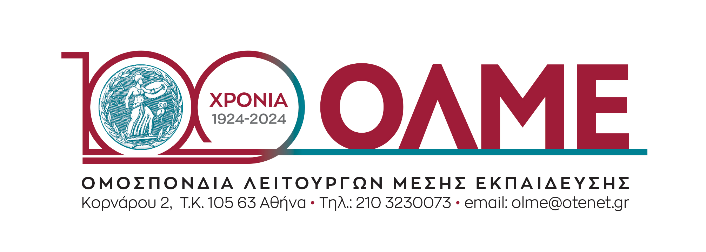 100 ΧΡΟΝΙΑ
1924-2024
ΟΛΜΕ
ΟΜΟΣΠΟΝΔΙΑ ΛΕΙΤΟΥΡΓΩΝ ΜΕΣΗΣ ΕΚΠΑΙΔΕΥΣΗΣ
Κορνάρου 2, Τ.Κ. 105 63 Αθήνα • Τηλ.: 210 3230073 • email: olme@otenet.gr